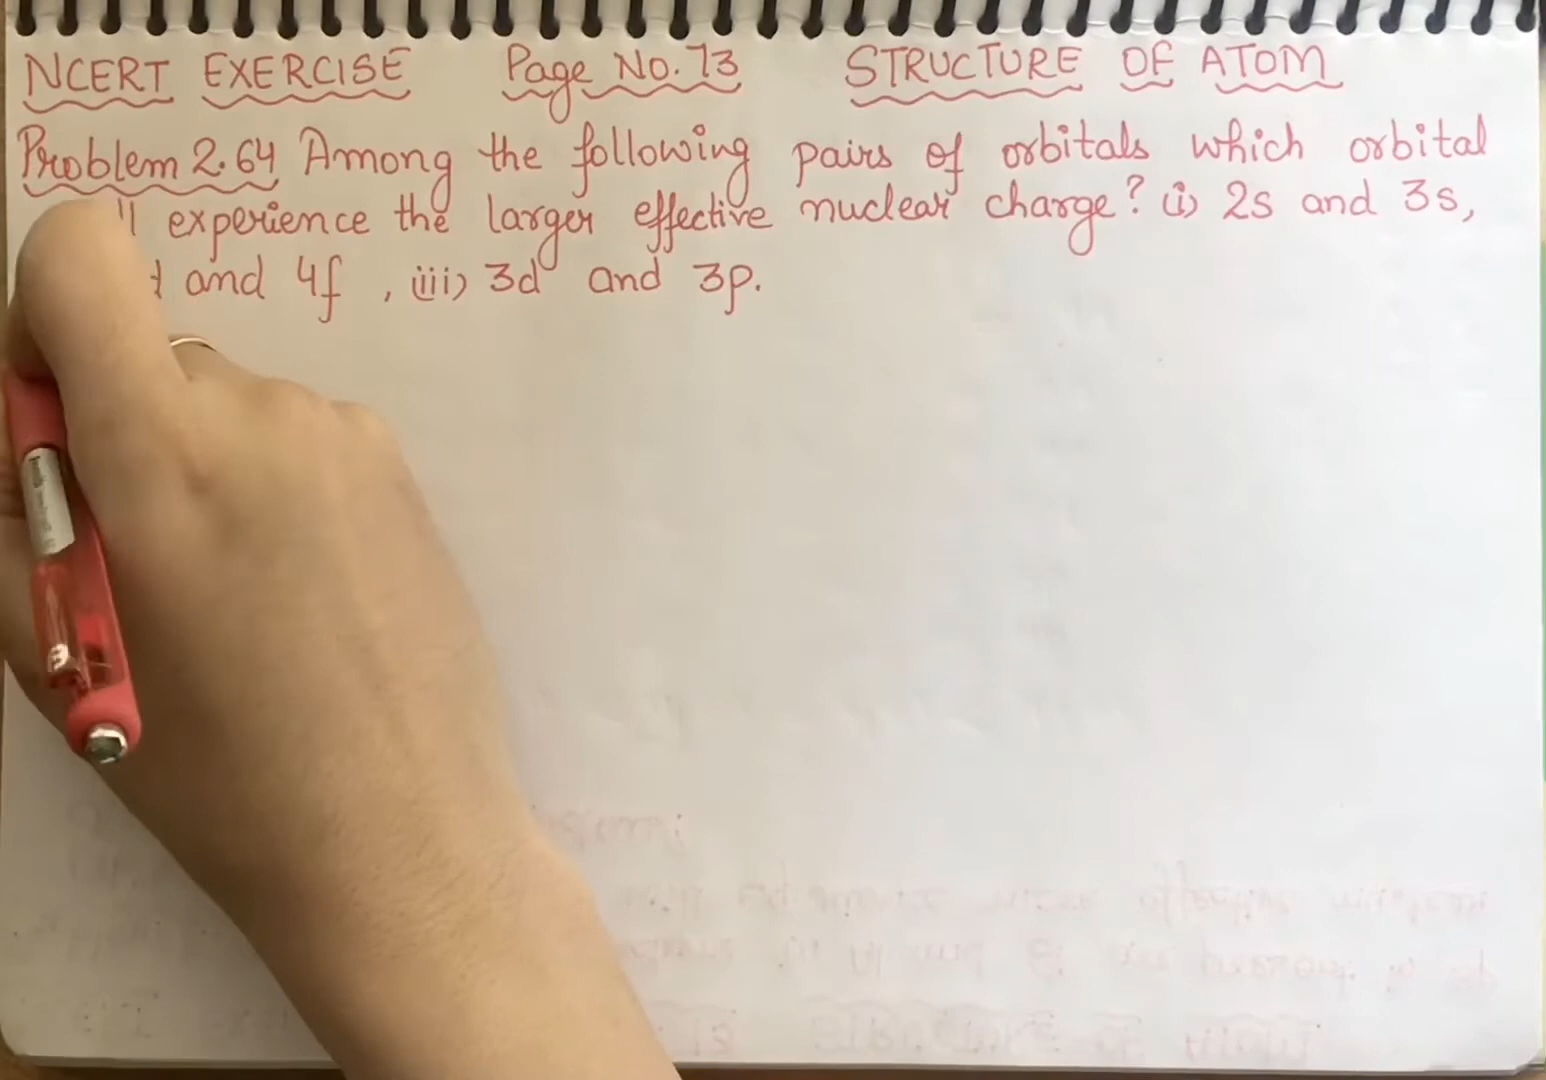 NCERT EXERCISE Page No. 73 STRUCTURE OF ATOM
Problem 2.64 Among the following pairs of orbitals which orbital
experience the larger effective nuclear charge? (i) 2s and 3s,
and 4f , (iii) 3d and 3p.